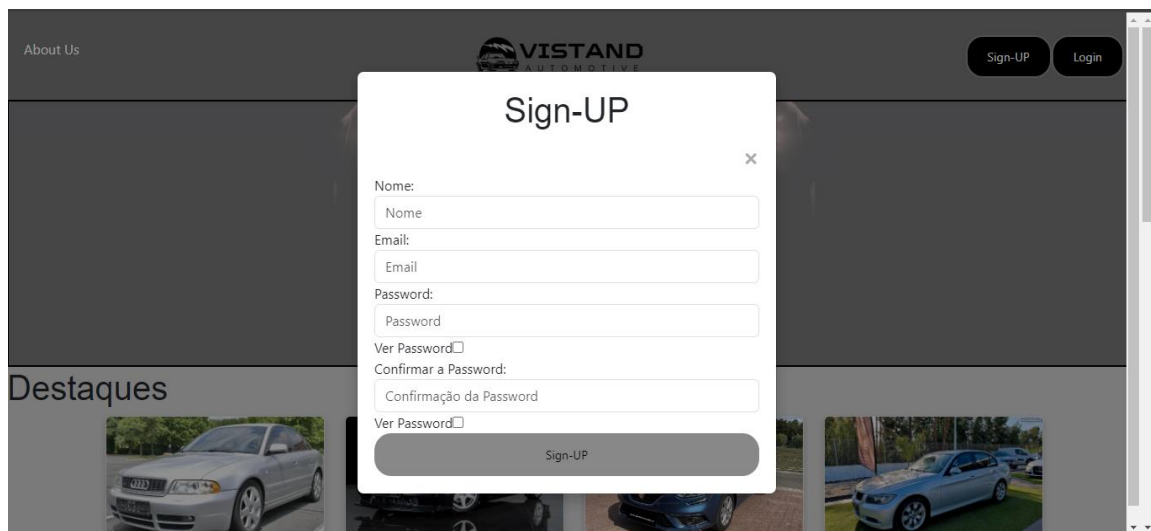 About Us
VISTAND
AUTOMOTIVE
Sign-UP
Login
Sign-UP
×
Nome:
Nome
Email:
Email
Password:
Password
Ver Password
Confirmar a Password:
Confirmação da Password
Ver Password
Sign-UP
Destaques